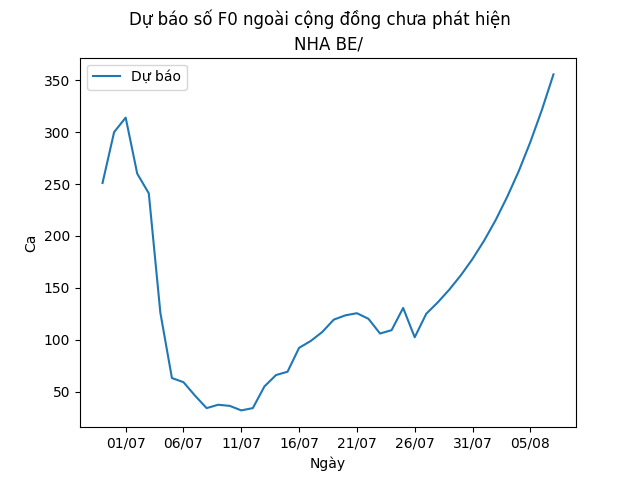 Dự báo số F0 ngoài cộng đồng chưa phát hiện
NHA BE/
Dự báo
350
300
250
200
150
100
50
Ca
01/07 06/07 11/07 16/07 21/07 26/07 31/07 05/08
Ngày